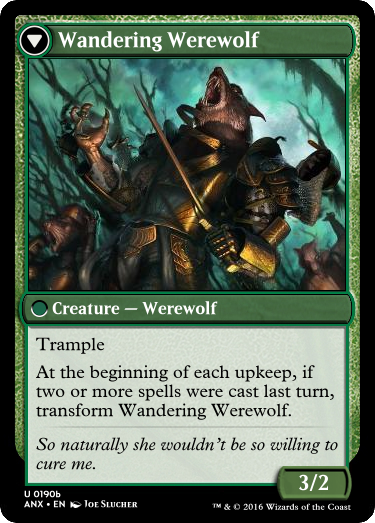 Wandering Werewolf
Creature — Werewolf
Trample
At the beginning of each upkeep, if
two or more spells were cast last turn,
transform Wandering Werewolf.
So naturally she wouldn't be so willing to
cure me.
3/2
U 0190b
ANX • EN Joe Slucher
™ & © 2016 Wizards of the Coast